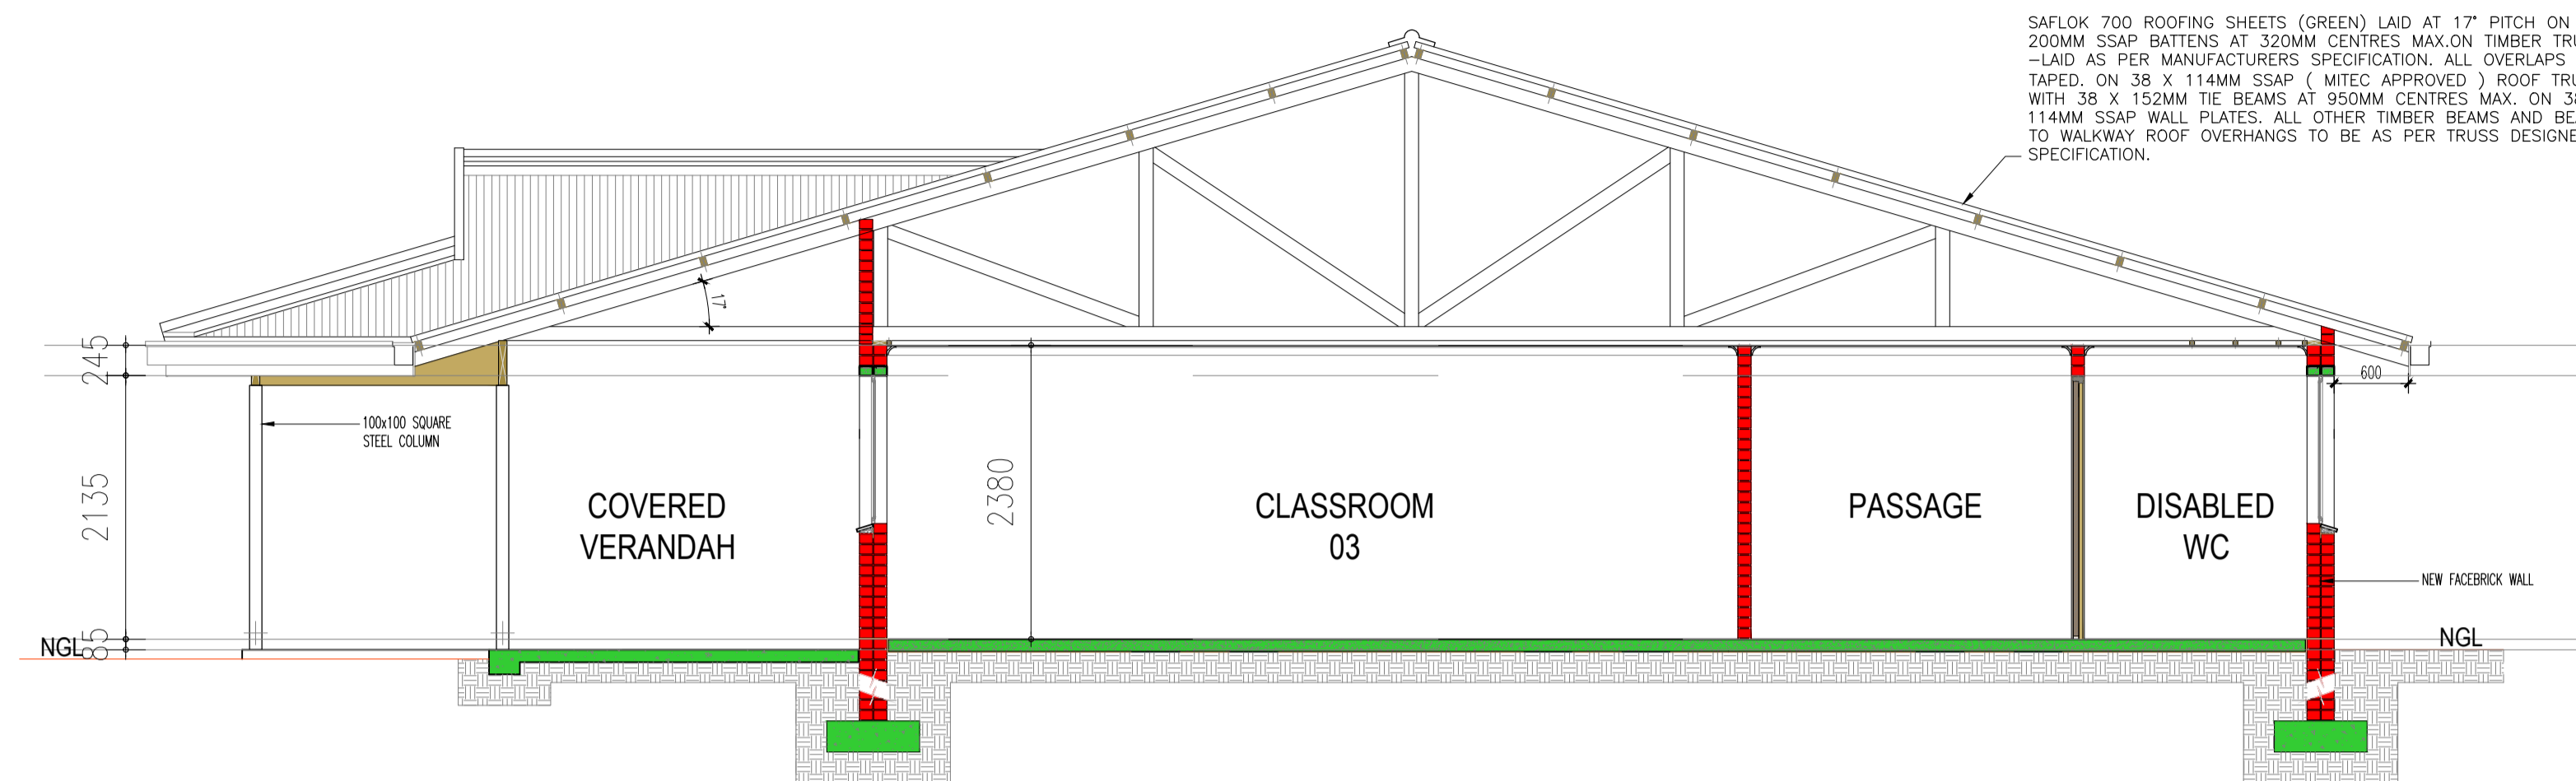 SAFLOK 700 ROOFING SHEETS (GREEN) LAID AT 17° PITCH ON
200MM SSAP BATTENS AT 320MM CENTRES MAX.ON TIMBER
-LAID AS PER MANUFACTURERS SPECIFICATION. ALL OVERLAPS
TAPED. ON 38 X 114MM SSAP ( MITEC APPROVED ) ROOF
WITH 38 X 152MM TIE BEAMS AT 950MM CENTRES MAX. ON
114MM SSAP WALL PLATES. ALL OTHER TIMBER BEAMS AND
TO WALKWAY ROOF OVERHANGS TO BE AS PER TRUSS
SPECIFICATION.
17°
245
600
100x100 SQUARE
STEEL COLUMN
2135
2380
COVERED
VERANDAH
CLASSROOM
03
PASSAGE
DISABLED
WC
NEW FACEBRICK WALL
NGL
85
NGL